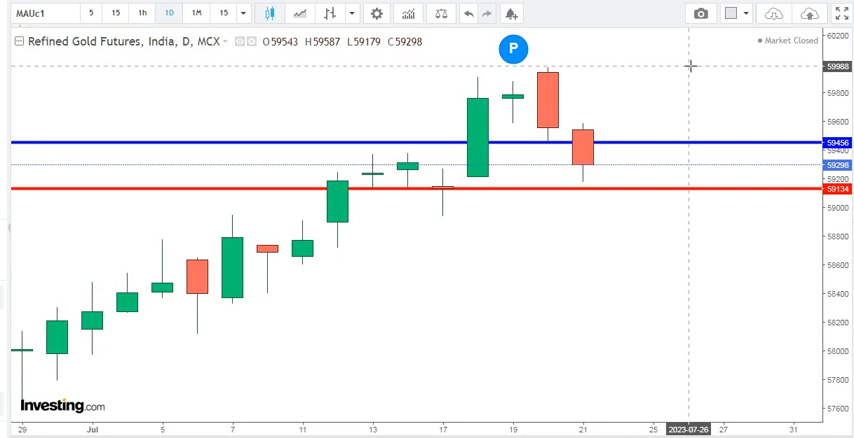 MAUc1 5 15 1H 1D 1M 15
Refined Gold Futures, India, D, MCX O59543 H59587 L59179 C59298
Market Closed
P
60200
59988
59800
59600
59456
59400
59298
59200
59134
59000
58800
58600
58400
58200
58000
57800
57600
Investing.com
29 Jul 3 5 7 11 13 17 19 21 25 2023-07-26 27 31